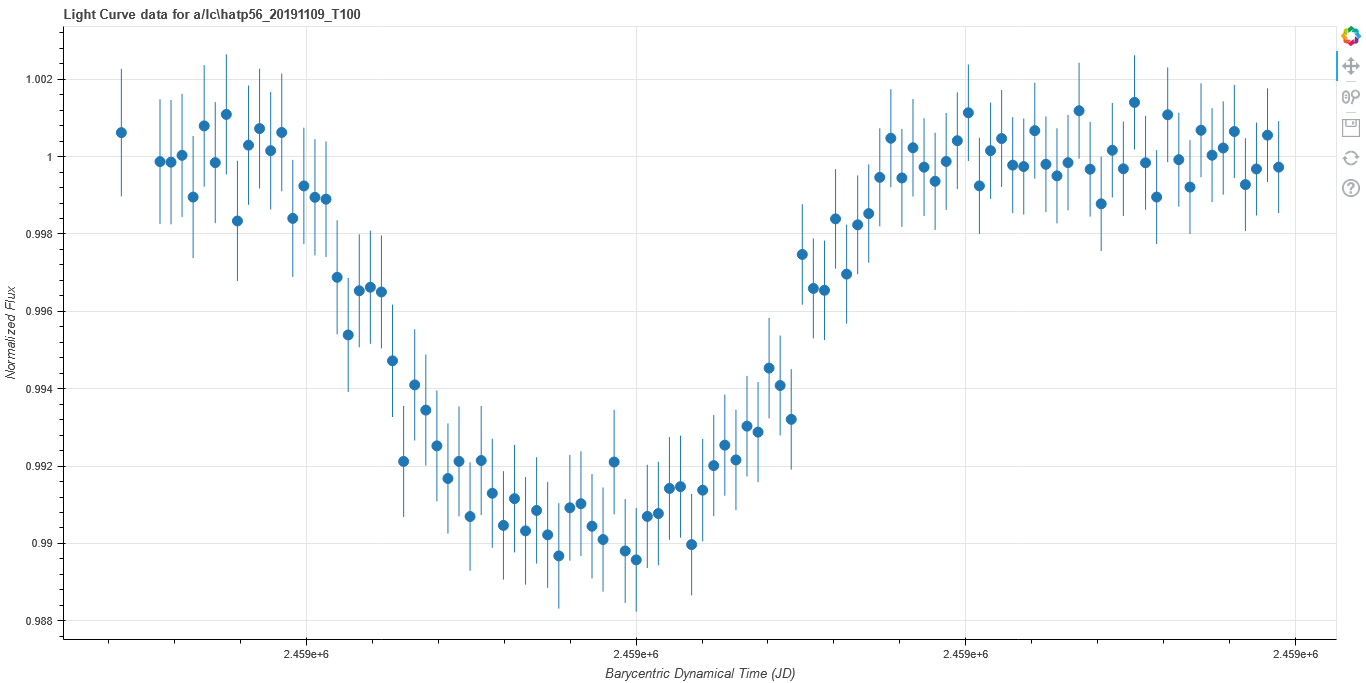 Light Curve data for a/lc\hatp56_20191109_T100
1.002
1
0.998
0.996
0.994
0.992
0.99
0.988
Normalized Flux
2.459e+6 2.459e+6 2.459e+6 2.459e+6
Barycentric Dynamical Time (JD)